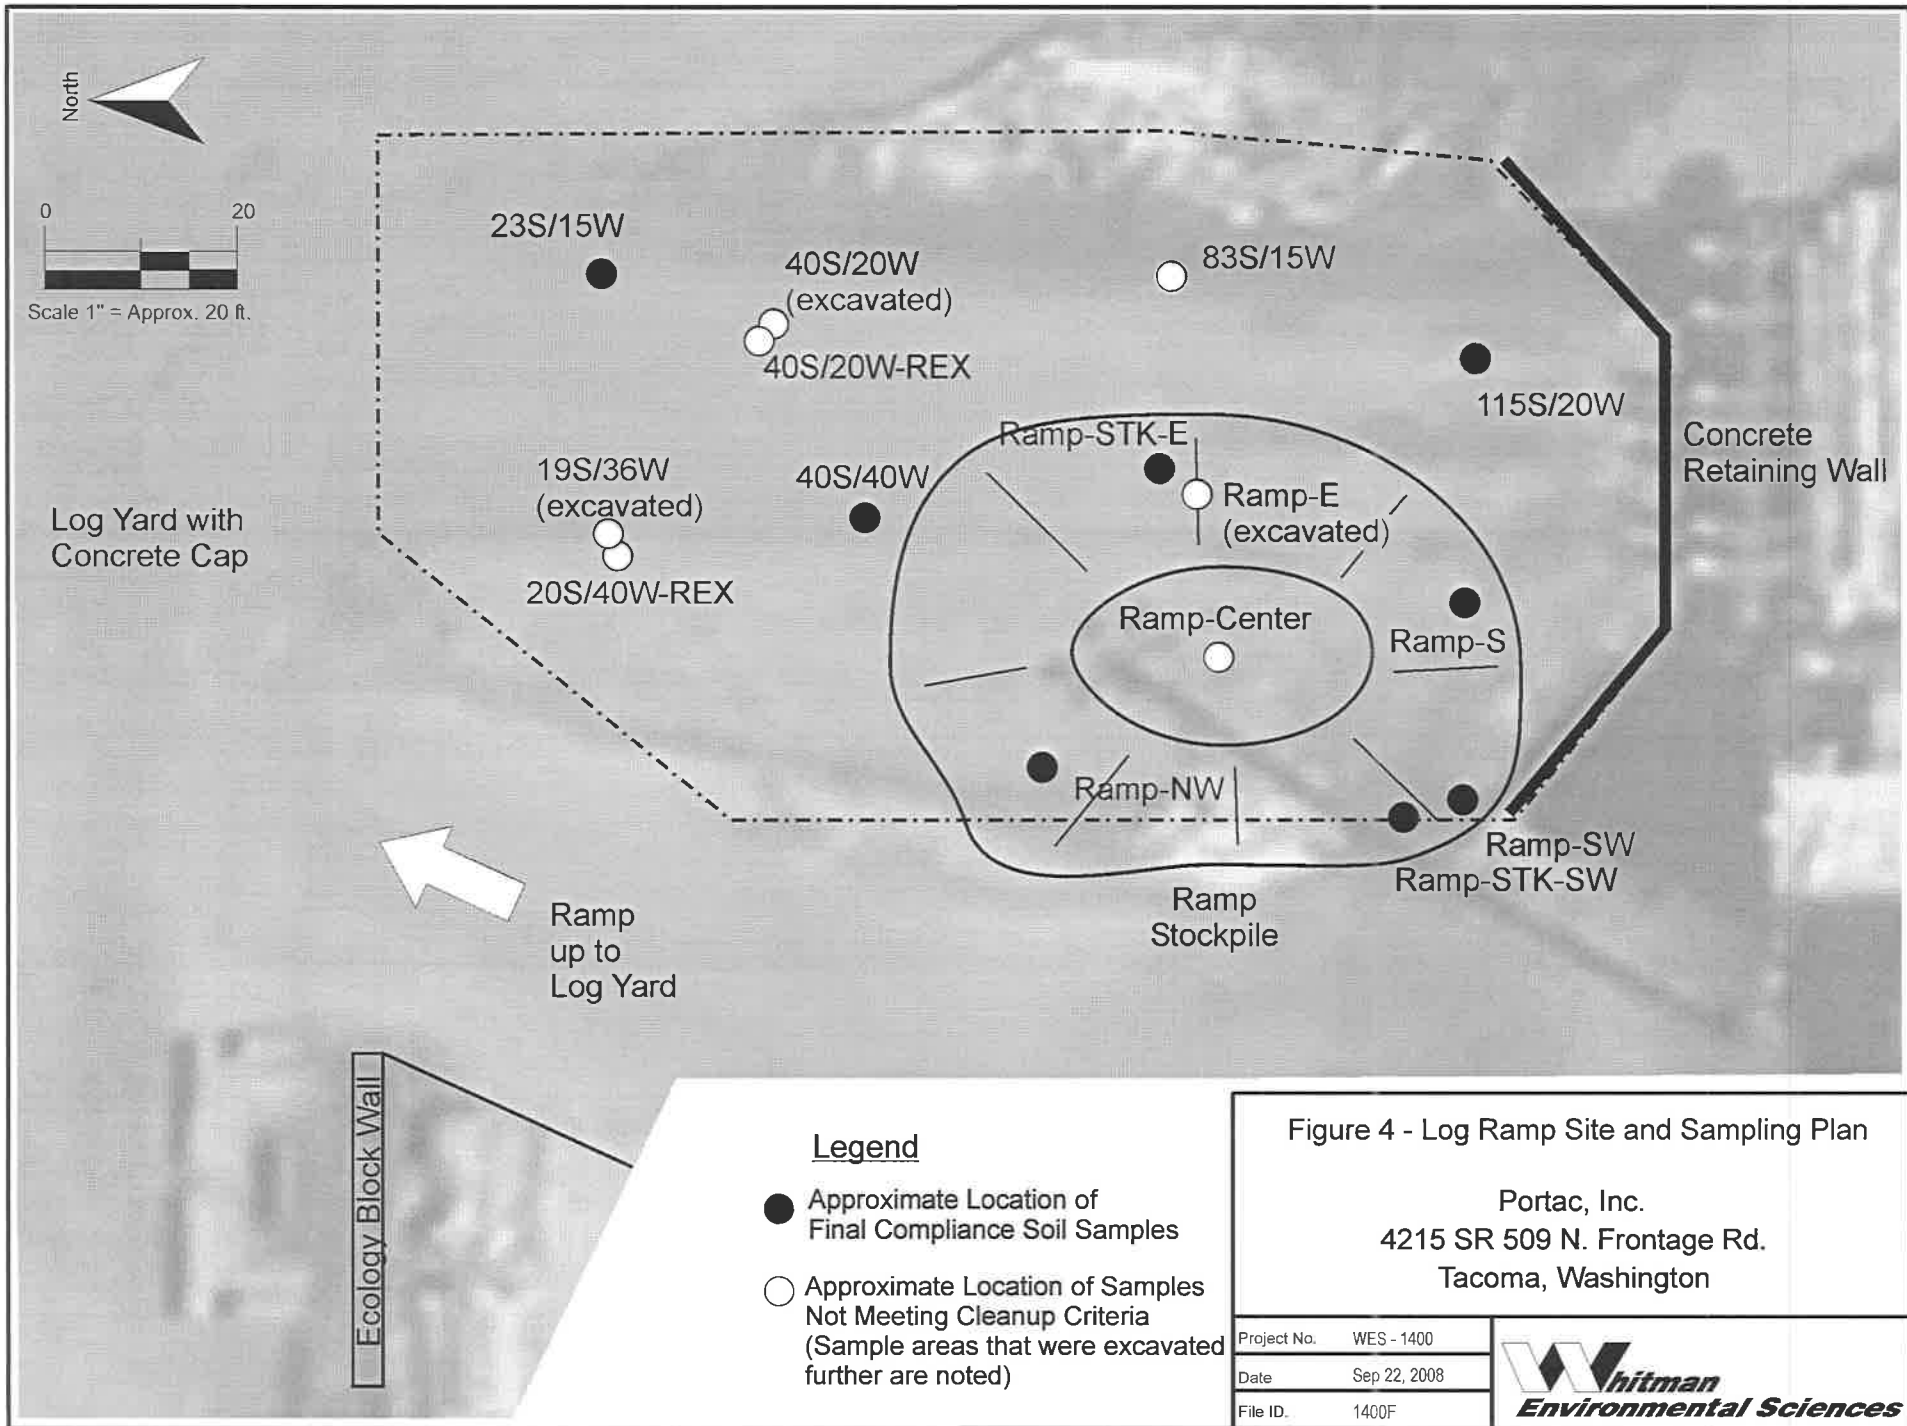 North
0 20
Scale 1" = Approx. 20 ft.
23S/15W
40S/20W
(excavated)
40S/20W-REX
83S/15W
115S/20W
Concrete
Retaining Wall
Ramp-STK-E
Ramp-E
(excavated)
19S/36W
(excavated)
20S/40W-REX
40S/40W
Log Yard with
Concrete Cap
Ramp-Center
Ramp-S
Ramp-NW
Ramp-SW
Ramp-STK-SW
Ramp
Stockpile
Ramp
up to
Log Yard
Ecology Block Wall
Legend
Approximate Location of
Final Compliance Soil Samples
Approximate Location of Samples
Not Meeting Cleanup Criteria
(Sample areas that were excavated
further are noted)
Figure 4 - Log Ramp Site and Sampling Plan
Portac, Inc.
4215 SR 509 N. Frontage Rd.
Tacoma, Washington
Project No. WES - 1400
Date Sep 22, 2008
File ID. 1400F
Whitman
Environmental Sciences